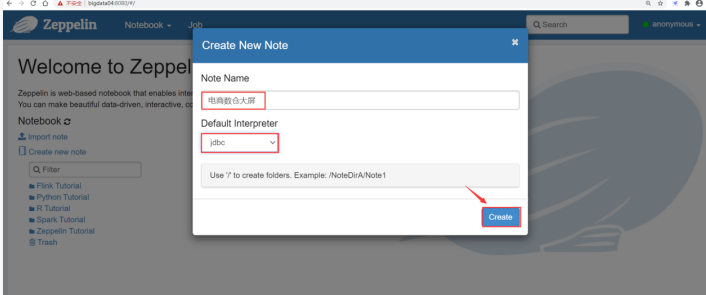 不安全 | bigdata04:8080/#/
Zeppelin
Notebook
Job
Search
anonymous
Welcome to Zeppel
Zeppelin is web-based notebook that enables inte
You can make beautiful data-driven, interactive, co
Notebook
Import note
Create new note
Filter
Flink Tutorial
Python Tutorial
R Tutorial
Spark Tutorial
Zeppelin Tutorial
Trash
Create New Note
×
Note Name
电商数仓大屏
Default Interpreter
jdbc
Use '/' to create folders. Example: /NoteDirA/Note1
Create